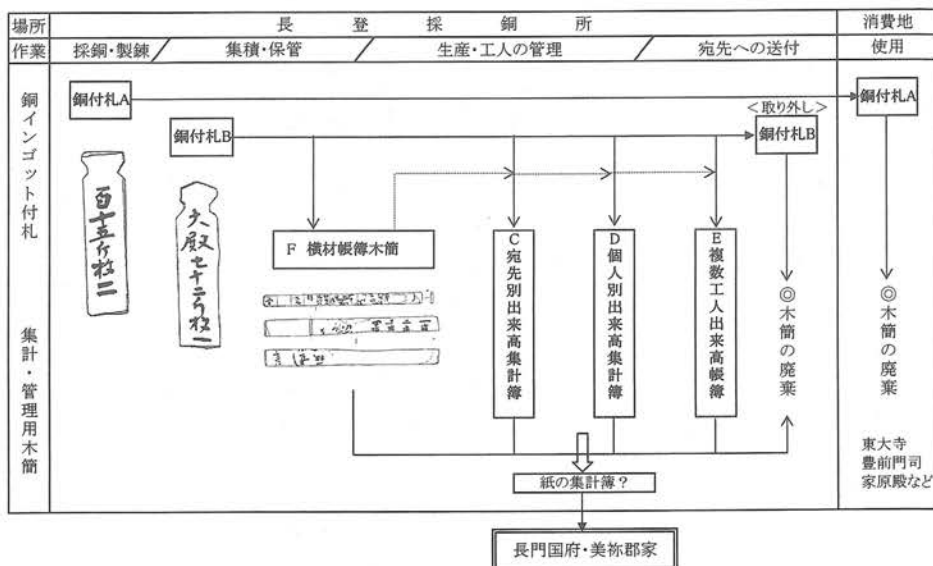 場所
長登採銅所
消費地
作業
採銅・製錬
集積・保管
生産・工人の管理
宛先への送付
使用
銅インゴット付札
集計・管理用木簡
銅付札A
銅付札B
<取り外し>
銅付札B
銅付札A
百十五斤枚二
大殿七十二斤枚一
F 横材帳簿木簡
C宛先別出来高集計簿
D個人別出来高集計簿
E複数工人出来高帳簿
◎木簡の廃棄
◎木簡の廃棄
東大寺
豊前門司
家原殿など
紙の集計簿?
長門国府・美祢郡家